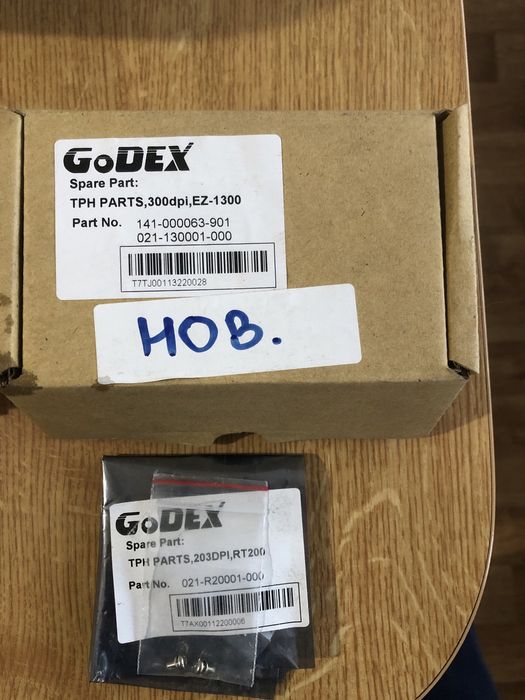 GoDEX
Spare Part:
TPH PARTS,300dpi,EZ-1300
Part No. 141-000063-901
021-130001-000
T7TJ00113220028
НОВ.
GoDEX
Spare Part:
TPH PARTS,203DPI,RT200
Part No. 021-R20001-000
T7AX00112200006